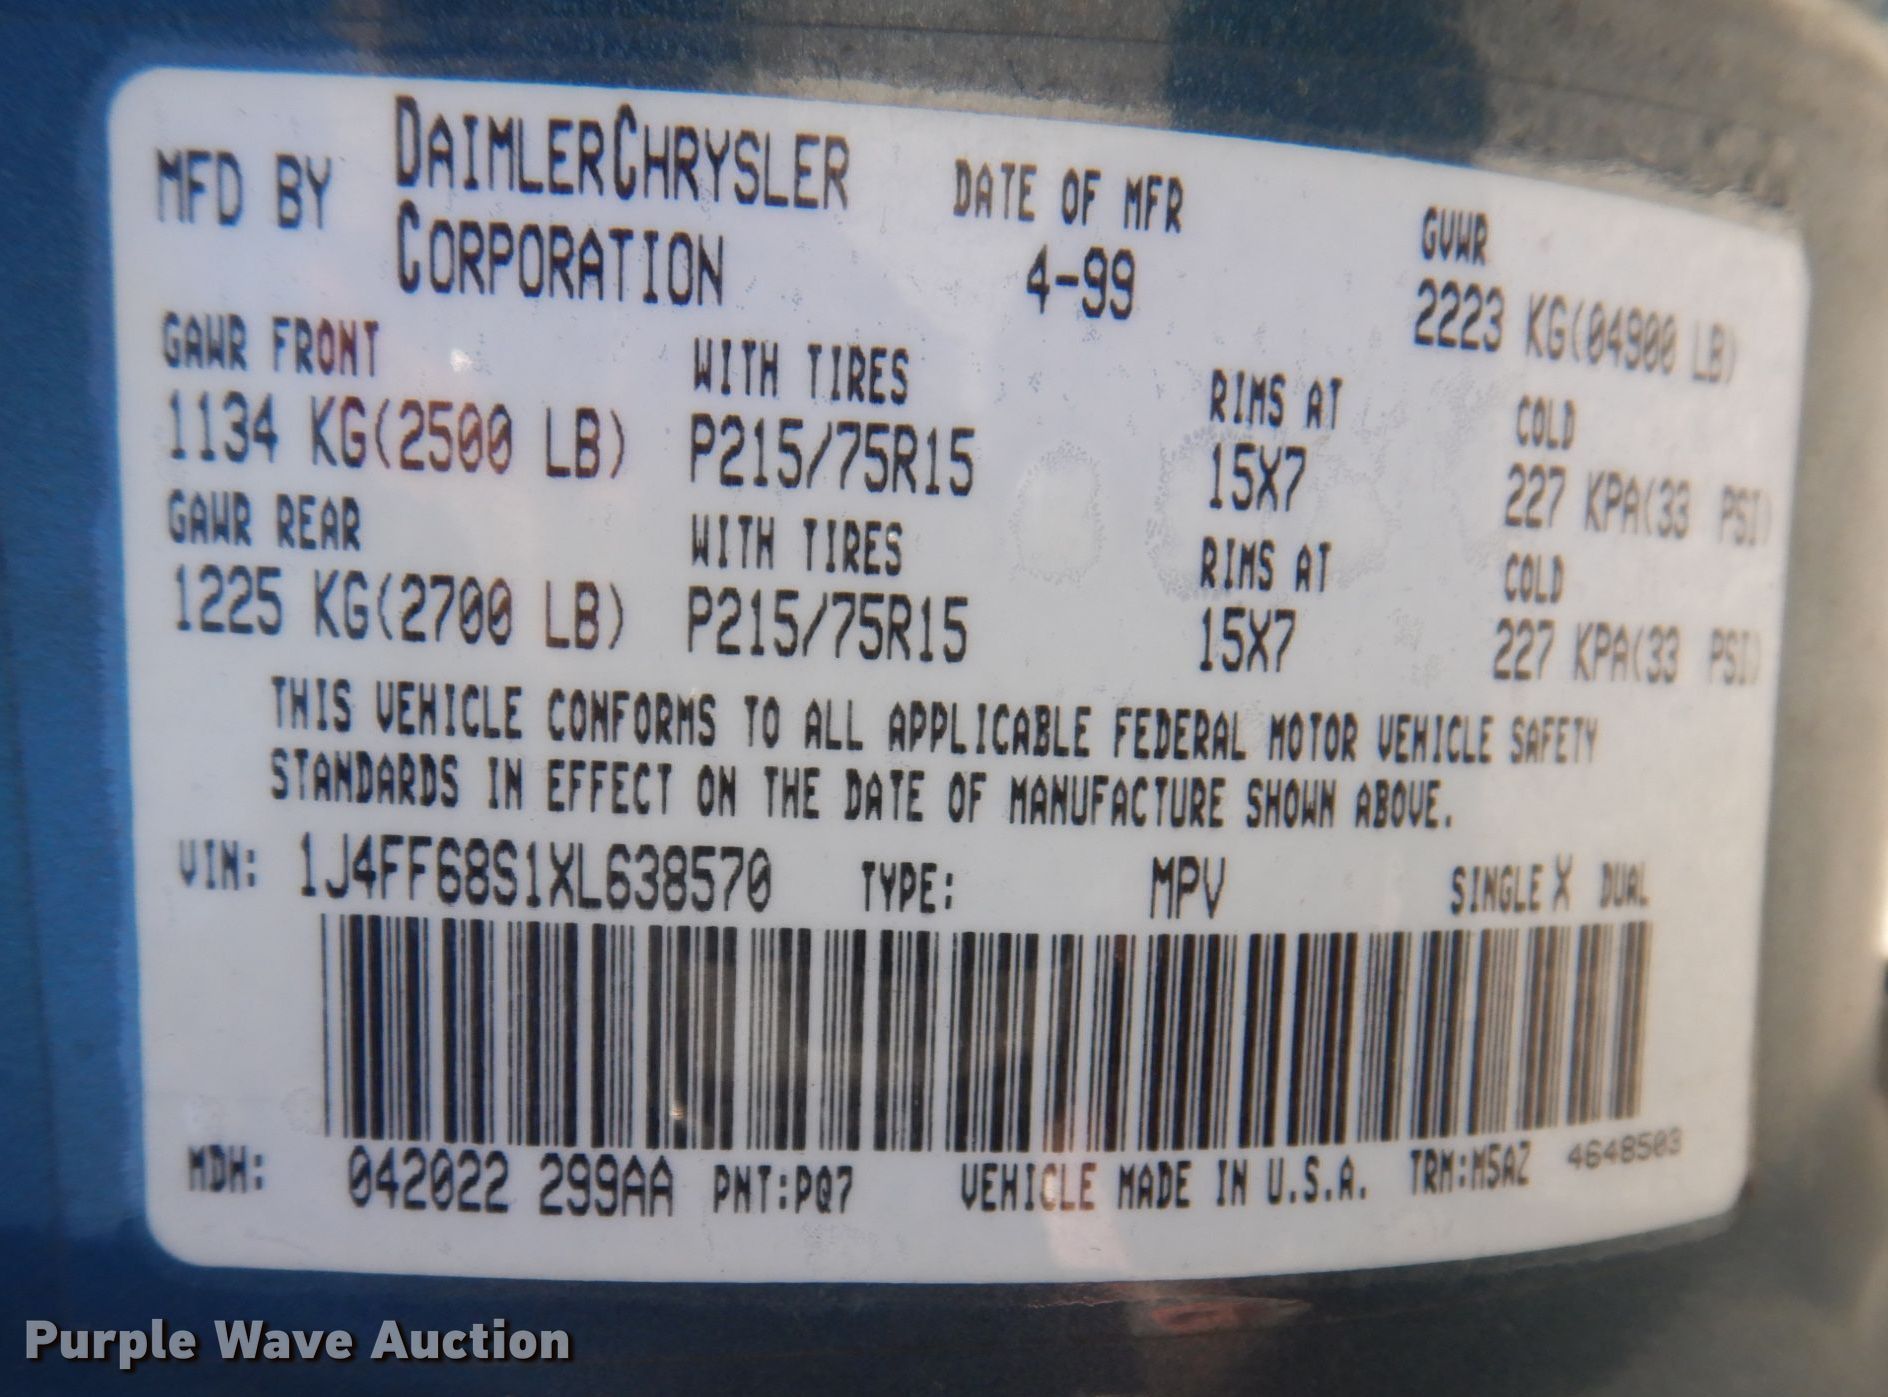 MFD BY DAIMLERCHRYSLER CORPORATION
DATE OF MFR 4-99
GVWR 2223 KG(04900 LB)
GAWR FRONT WITH TIRES RIMS AT COLD
1134 KG(2500 LB) P215/75R15 15X7 227 KPA(33 PSI)
GAWR REAR WITH TIRES RIMS AT COLD
1225 KG(2700 LB) P215/75R15 15X7 227 KPA(33 PSI)
THIS VEHICLE CONFORMS TO ALL APPLICABLE FEDERAL MOTOR VEHICLE SAFETY
STANDARDS IN EFFECT ON THE DATE OF MANUFACTURE SHOWN ABOVE.
VIN: 1J4FF68S1XL638570 TYPE: MPV SINGLE X DUAL
MDH: 042022 299AA PNT:PQ7 VEHICLE MADE IN U.S.A. TRM:M5AZ 4648503
Purple Wave Auction